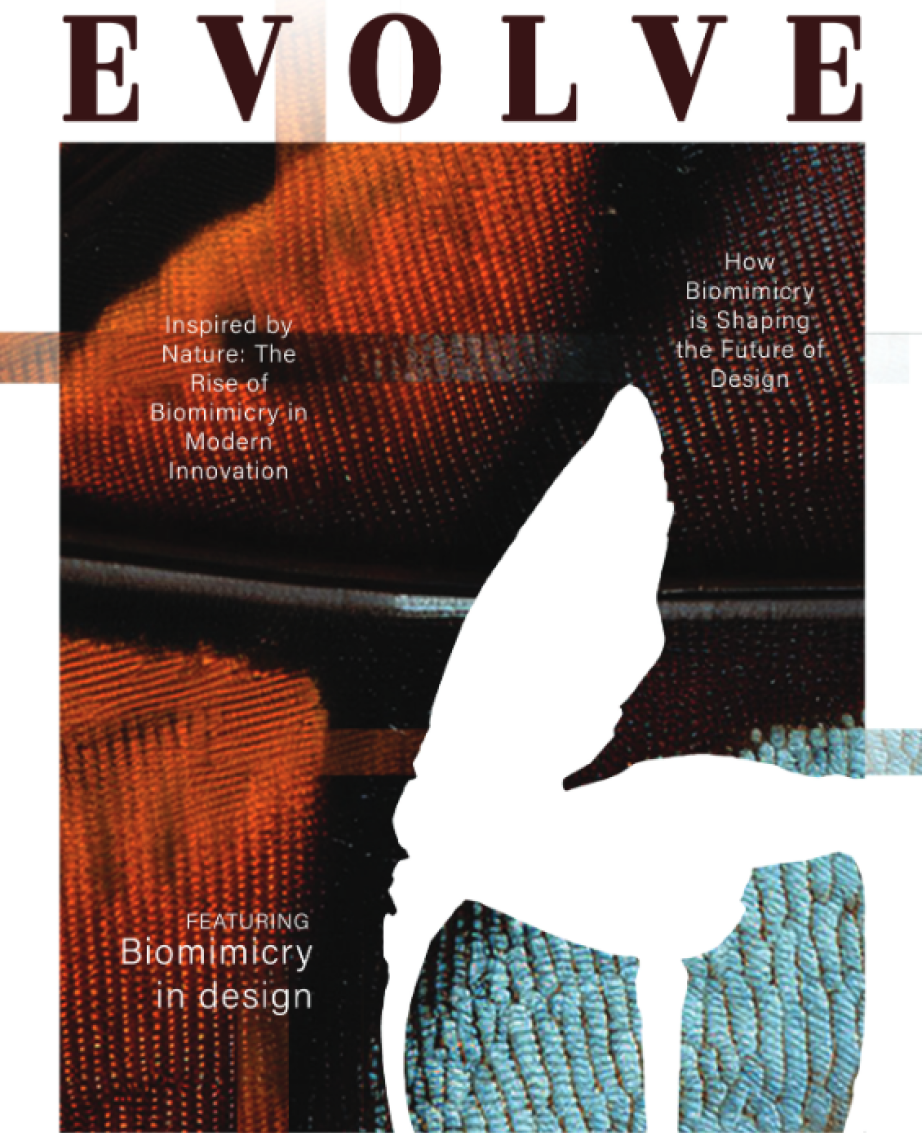 EVOLVE
How
Biomimicry
is Shaping
the Future of
Design
Inspired by
Nature: The
Rise of
Biomimicry in
Modern
Innovation
FEATURING
Biomimicry
in design